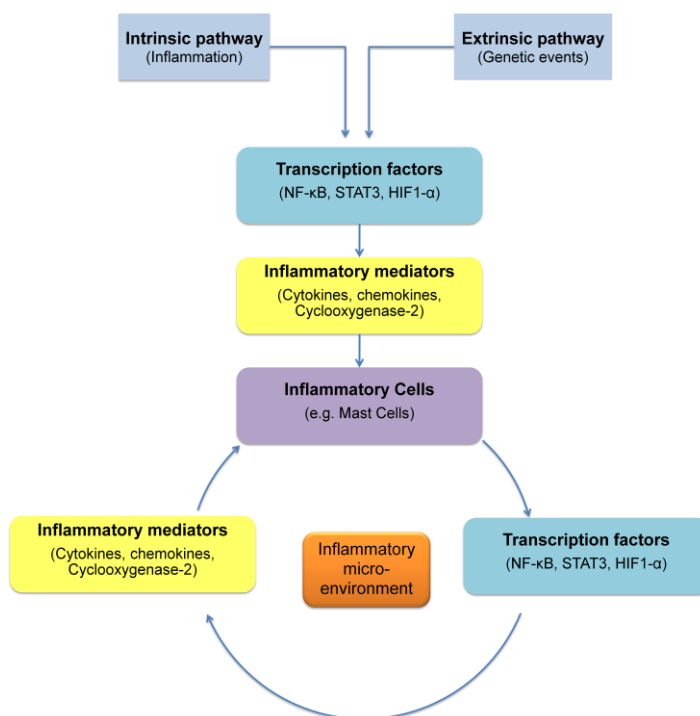 Intrinsic pathway
(Inflammation)
Extrinsic pathway
(Genetic events)
Transcription factors
(NF-κB, STAT3, HIF1-α)
Inflammatory mediators
(Cytokines, chemokines,
Cyclooxygenase-2)
Inflammatory Cells
(e.g. Mast Cells)
Inflammatory mediators
(Cytokines, chemokines,
Cyclooxygenase-2)
Inflammatory
micro-
environment
Transcription factors
(NF-κB, STAT3, HIF1-α)